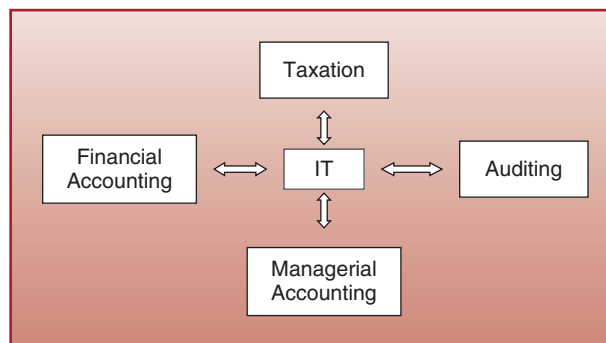 Taxation
Financial
Accounting
IT
Auditing
Managerial
Accounting